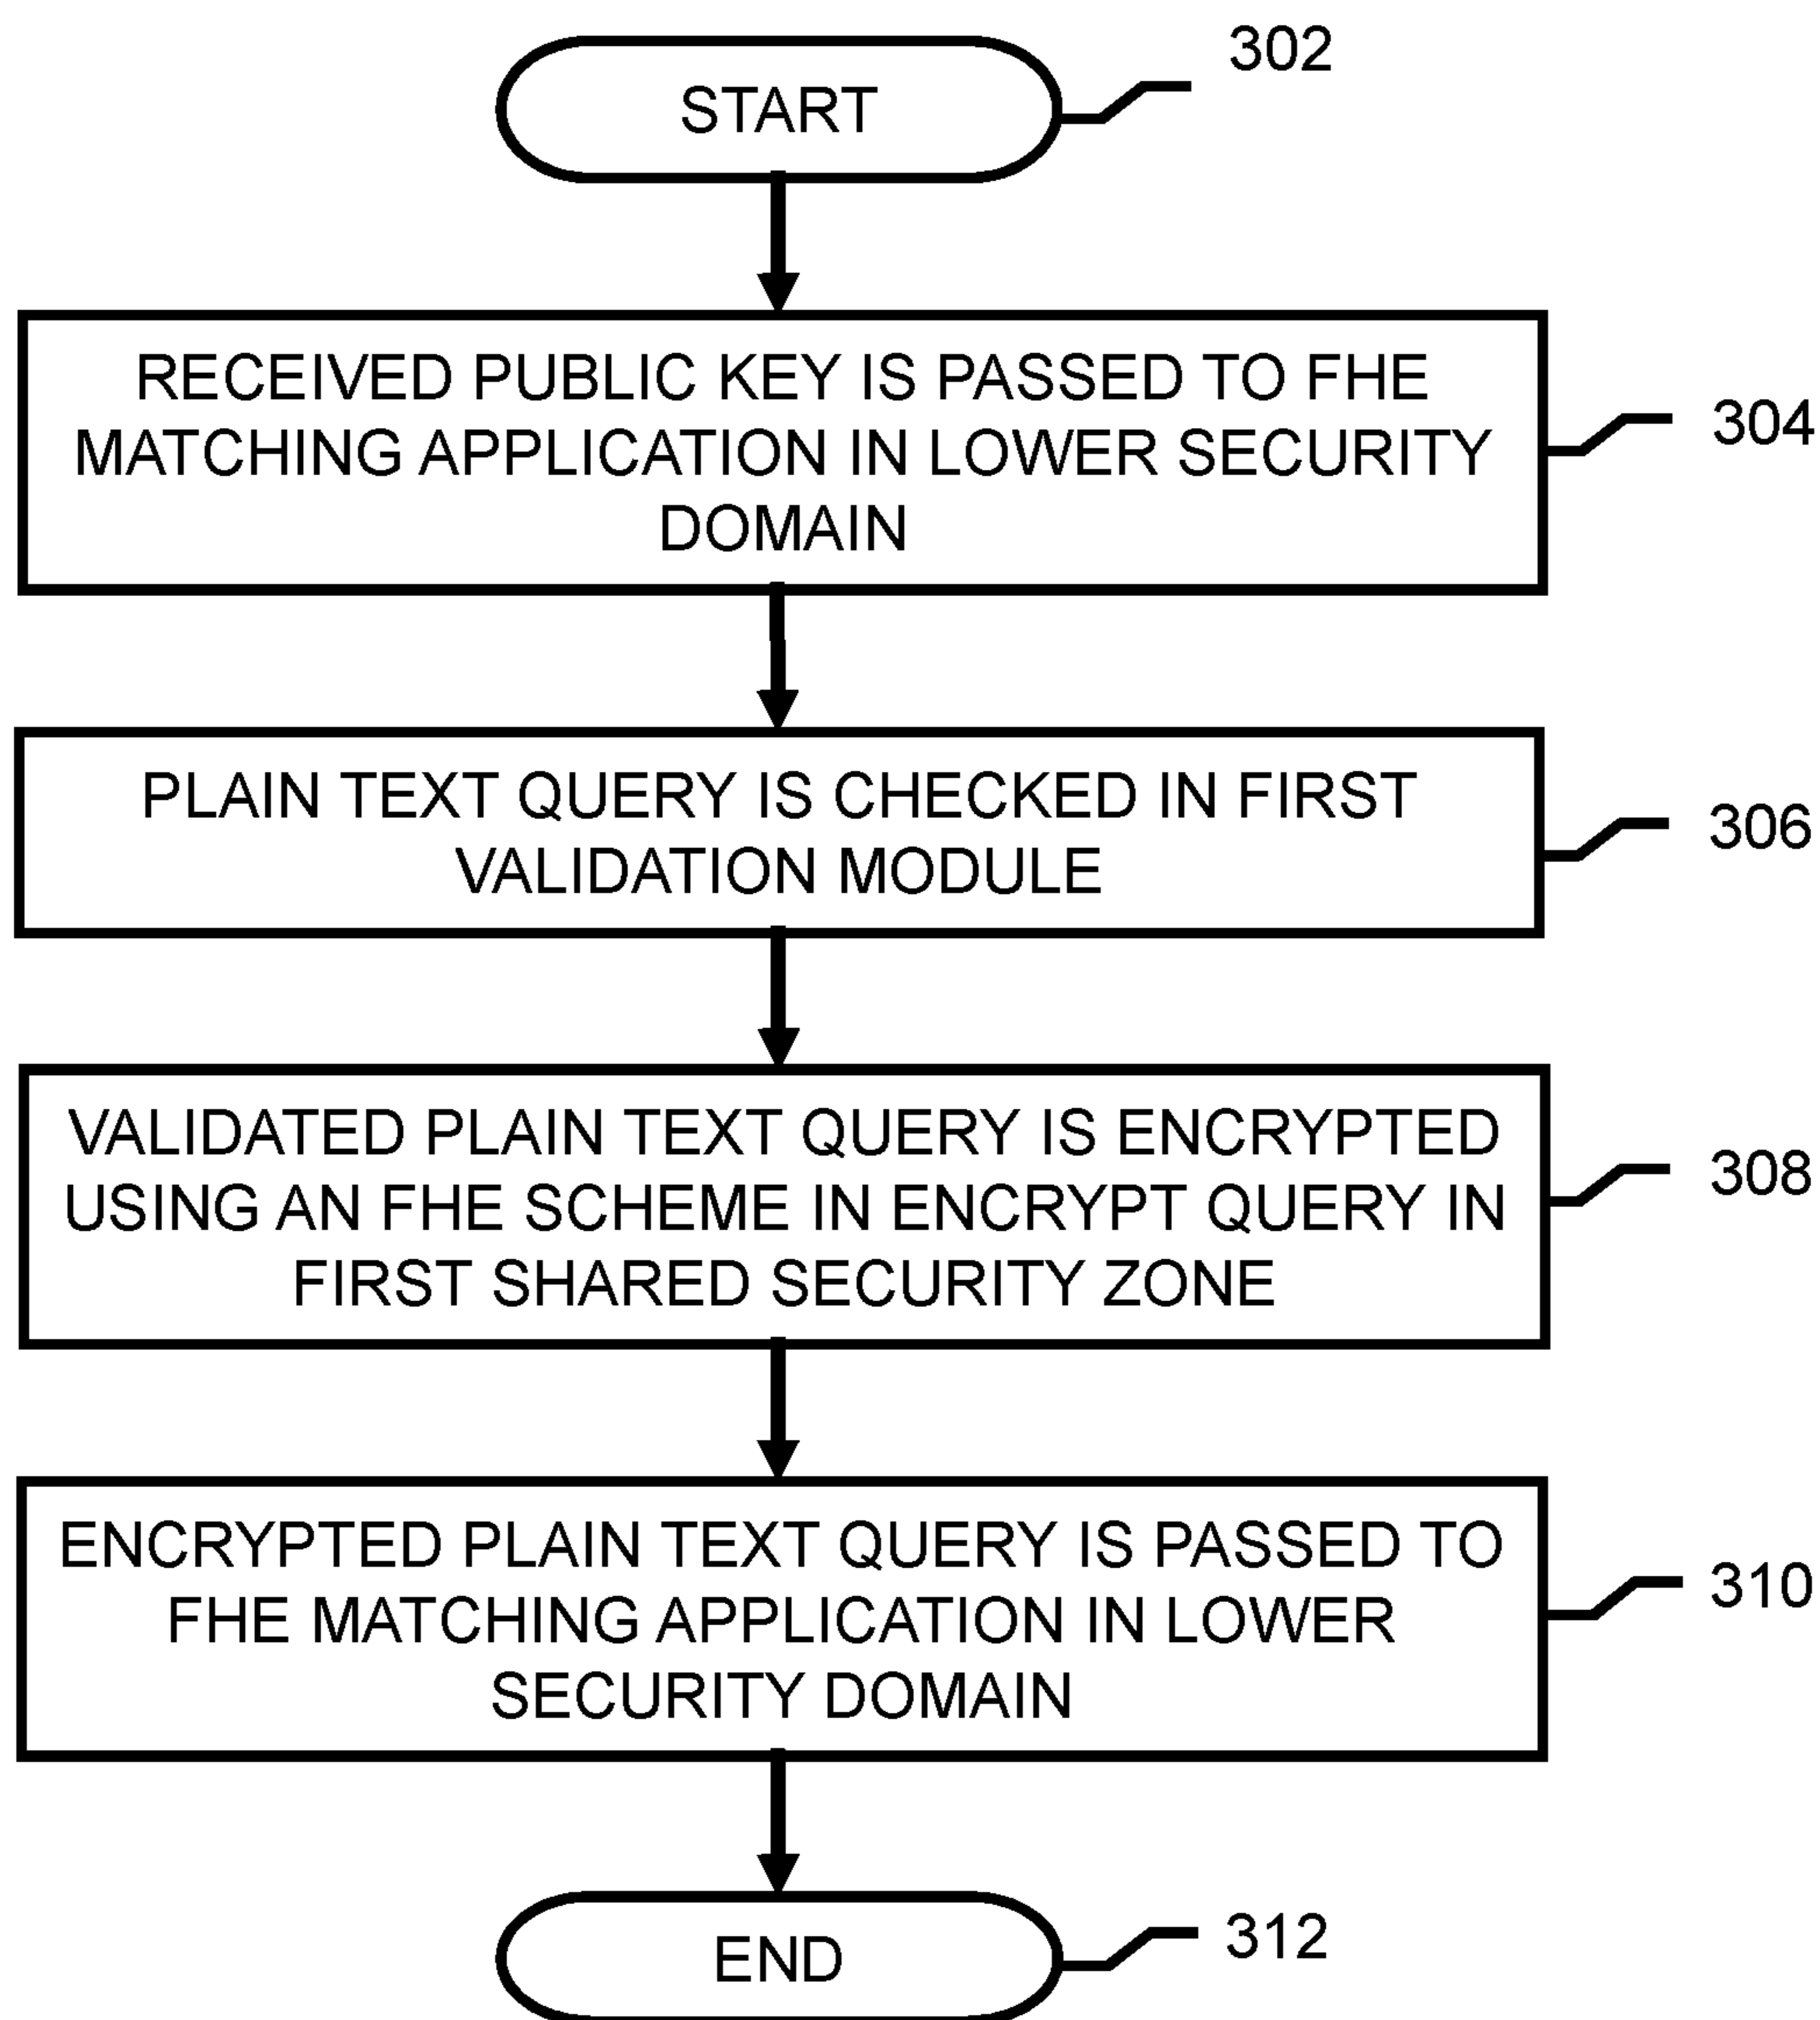 START
302
RECEIVED PUBLIC KEY IS PASSED TO FHE
MATCHING APPLICATION IN LOWER SECURITY
DOMAIN
304
PLAIN TEXT QUERY IS CHECKED IN FIRST
VALIDATION MODULE
306
VALIDATED PLAIN TEXT QUERY IS ENCRYPTED
USING AN FHE SCHEME IN ENCRYPT QUERY IN
FIRST SHARED SECURITY ZONE
308
ENCRYPTED PLAIN TEXT QUERY IS PASSED TO
FHE MATCHING APPLICATION IN LOWER
SECURITY DOMAIN
310
END
312